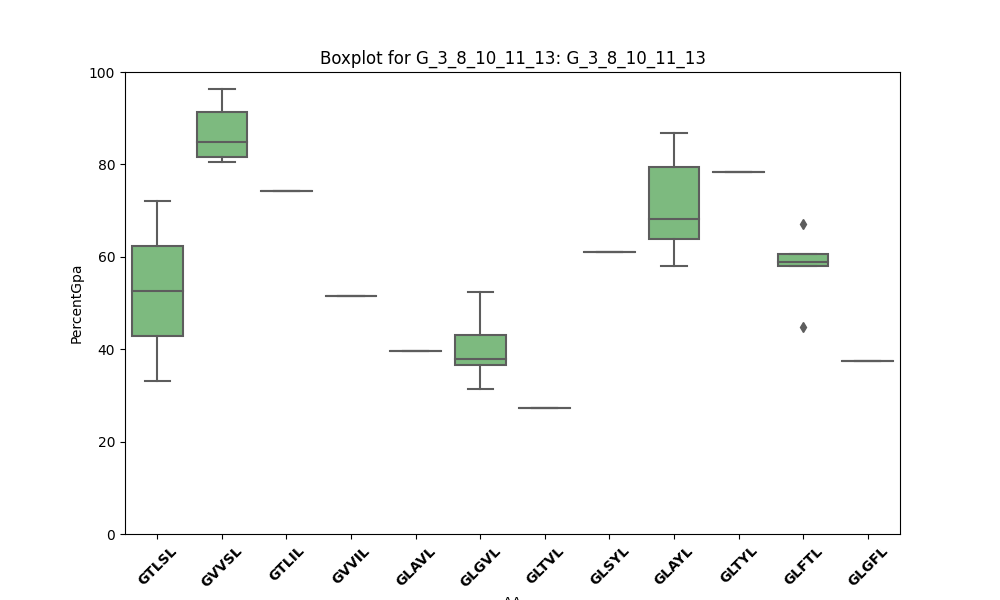 Boxplot for G_3_8_10_11_13: G_3_8_10_11_13
PercentGpa
100
80
60
40
20
0
GTLSL
GVVSL
GTLIL
GVVIL
GLAVL
GLGVL
GLTVL
GLSYL
GLAYL
GLTYL
GLFTL
GLGFL